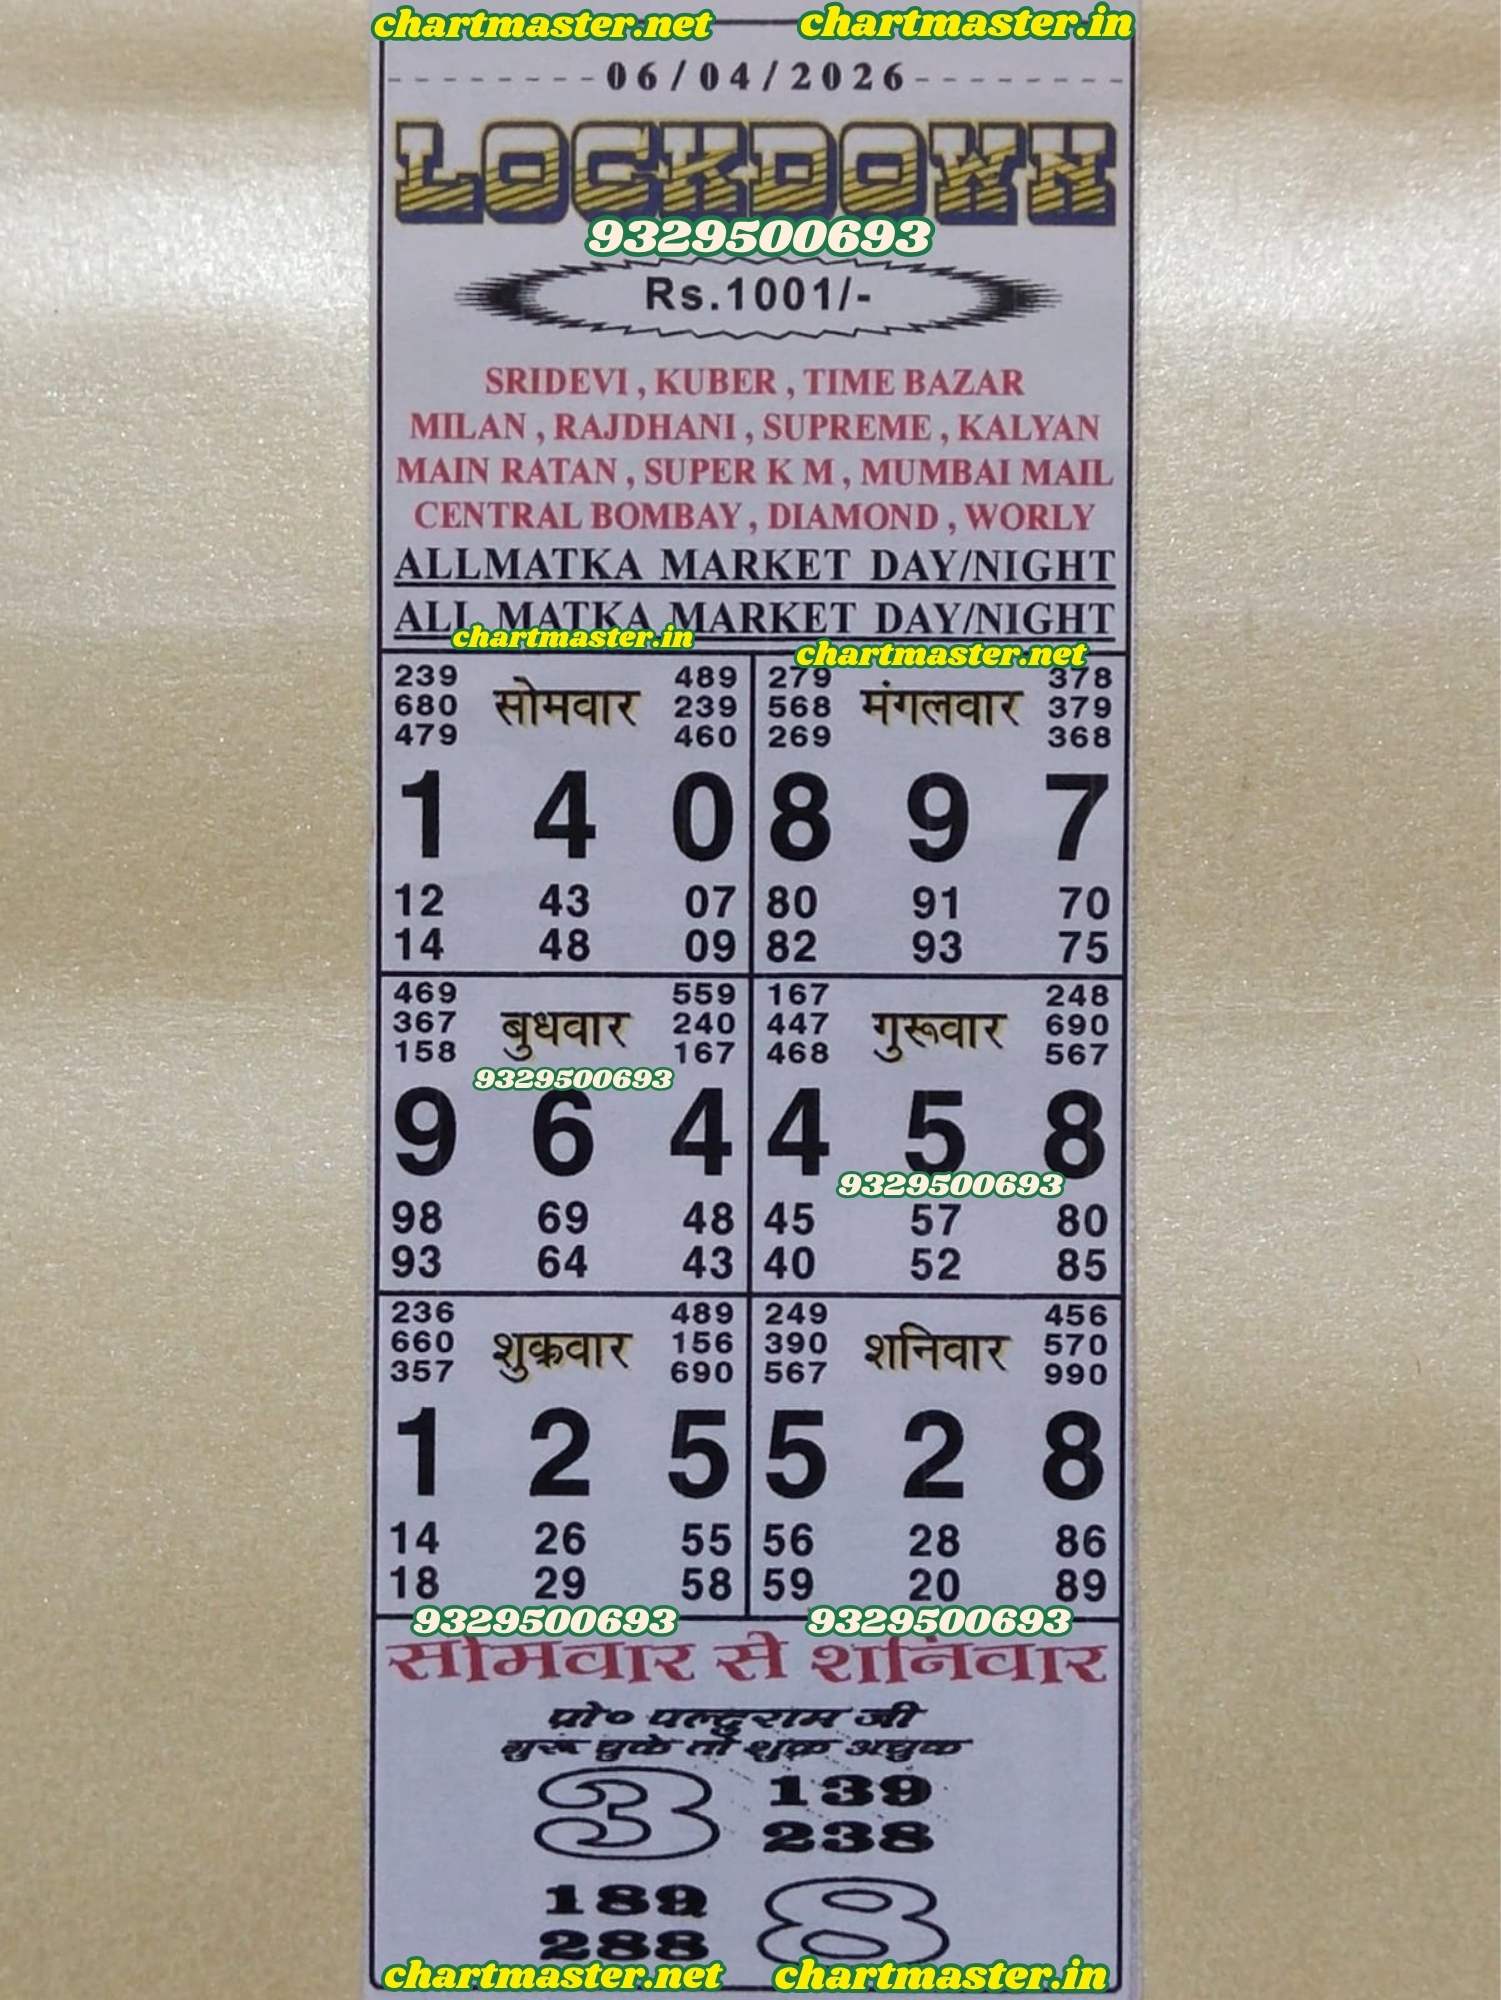 chartmaster.net chartmaster.in
06/04/2026
LOCKDOWN
9329500693
Rs.1001/-
SRIDEVI , KUBER , TIME BAZAR
MILAN , RAJDHANI , SUPREME , KALYAN
MAIN RATAN , SUPER K M , MUMBAI MAIL
CENTRAL BOMBAY , DIAMOND , WORLY
ALLMATKA MARKET DAY/NIGHT
ALL MATKA MARKET DAY/NIGHT
chartmaster.in chartmaster.net
239 489 279 378
680 सोमवार 239 568 मंगलवार 379
479 460 269 368
1 4 0 8 9 7
12 43 07 80 91 70
14 48 09 82 93 75
469 559 167 248
367 बुधवार 240 447 गुरूवार 690
158 167 468 567
9329500693
9 6 4 4 5 8
9329500693
98 69 48 45 57 80
93 64 43 40 52 85
236 489 249 456
660 शुक्रवार 156 390 शनिवार 570
357 690 567 990
1 2 5 5 2 8
14 26 55 56 28 86
18 29 58 59 20 89
9329500693 9329500693
सोमवार से शनिवार
प्रो० पल्टुराम जी
गुरू चुके तो शुक्र अचुक
3 139
238
189 8
288
chartmaster.net chartmaster.in